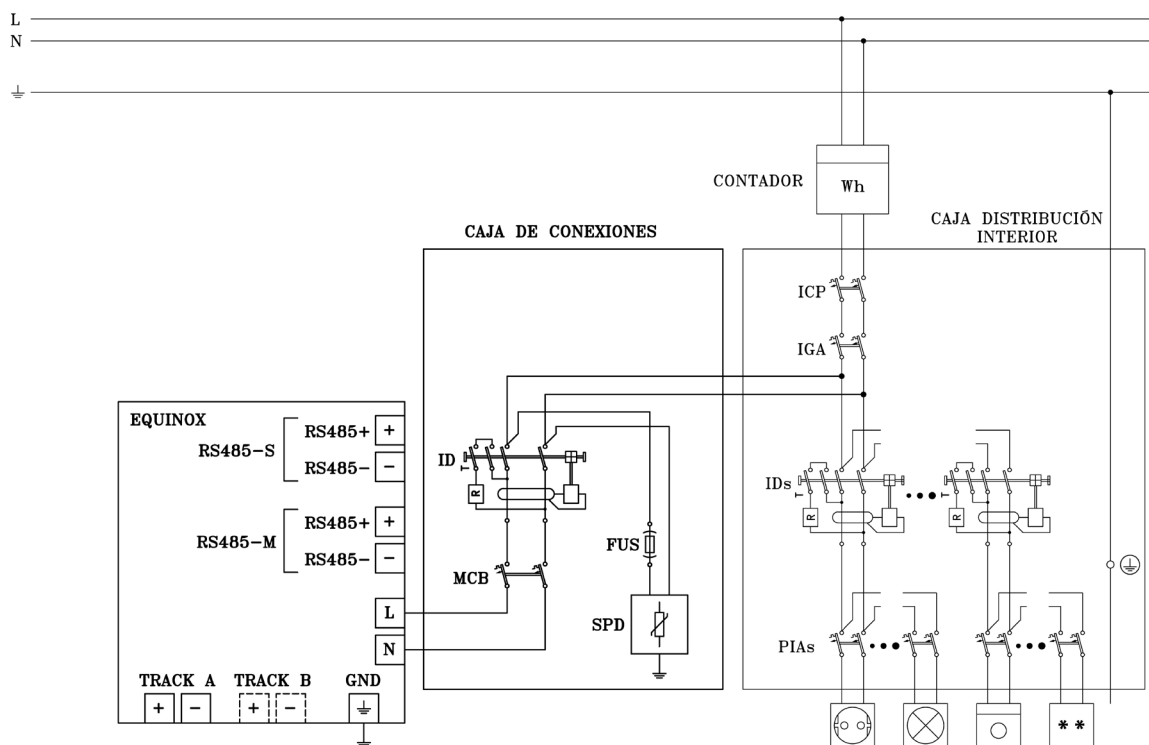 L
N
CONTADOR
Wh
CAJA DISTRIBUCIÓN
INTERIOR
CAJA DE CONEXIONES
ICP
IGA
EQUINOX
RS485-S
RS485+
+
RS485-
-
RS485-M
RS485+
+
RS485-
-
L
N
TRACK A
+ -
TRACK B
+ -
GND
ID
T
R
MCB
FUS
SPD
IDs
T
R
T
R
PIAs
* *